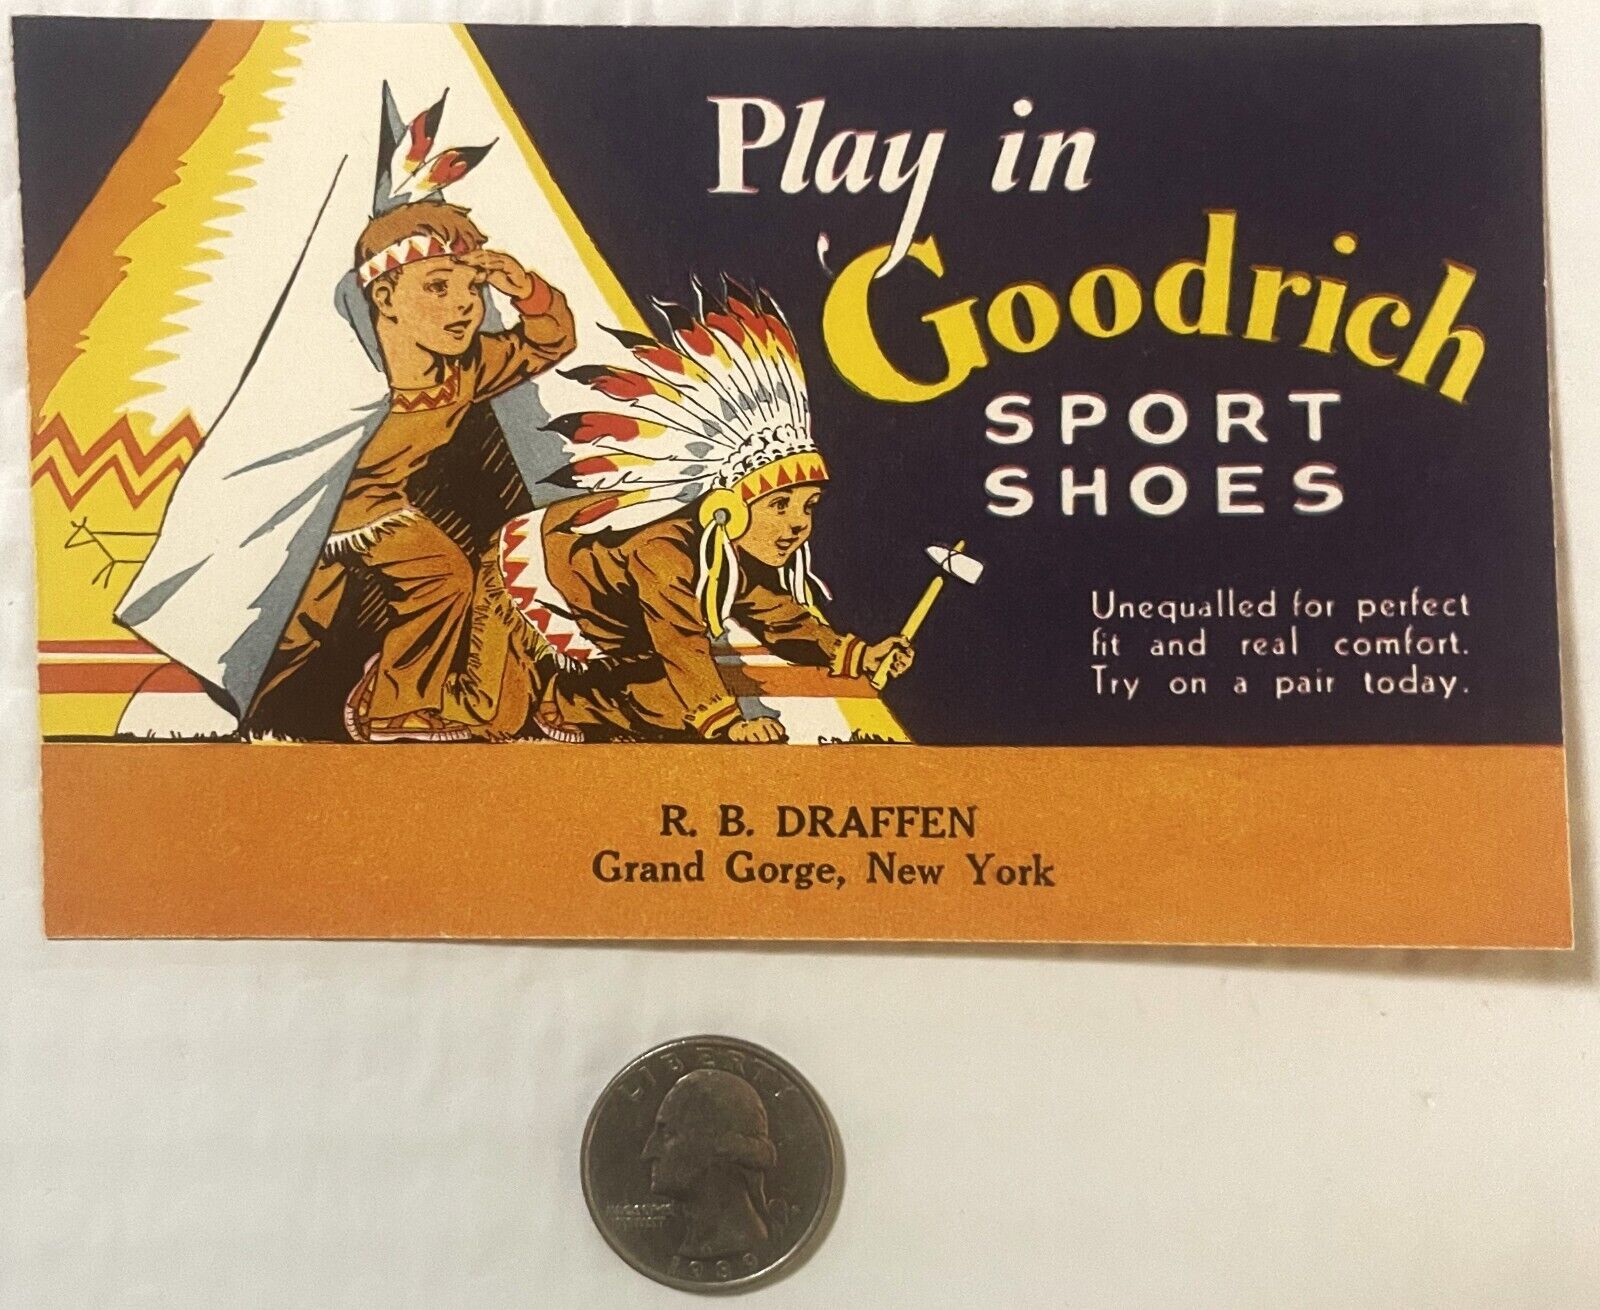 Play in
Goodrich
SPORT
SHOES
Unequalled for perfect
fit and real comfort.
Try on a pair today.
R. B. DRAFFEN
Grand Gorge, New York
LIBERTY